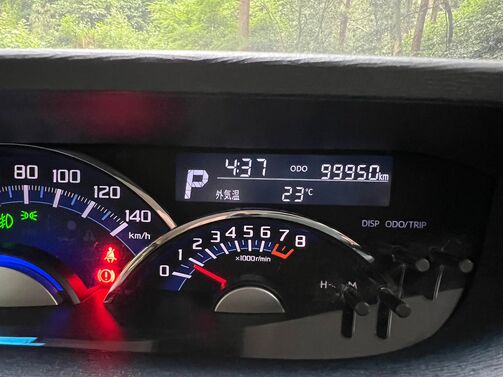 P 4:37 ODO 99950km
外気温 23℃
DISP ODO/TRIP
80 100 120 140
km/h
0 1 2 3 4 5 6 7 8
×1000r/min